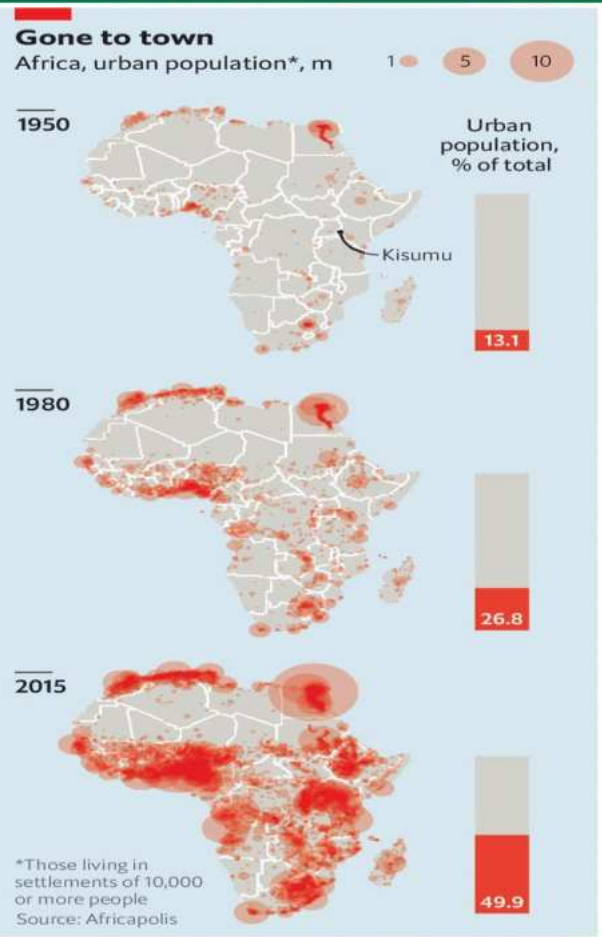 Gone to town
Africa, urban population*, m
1 5 10
1950
Urban
population,
% of total
Kisumu
13.1
1980
26.8
2015
49.9
*Those living in
settlements of 10,000
or more people
Source: Africapolis